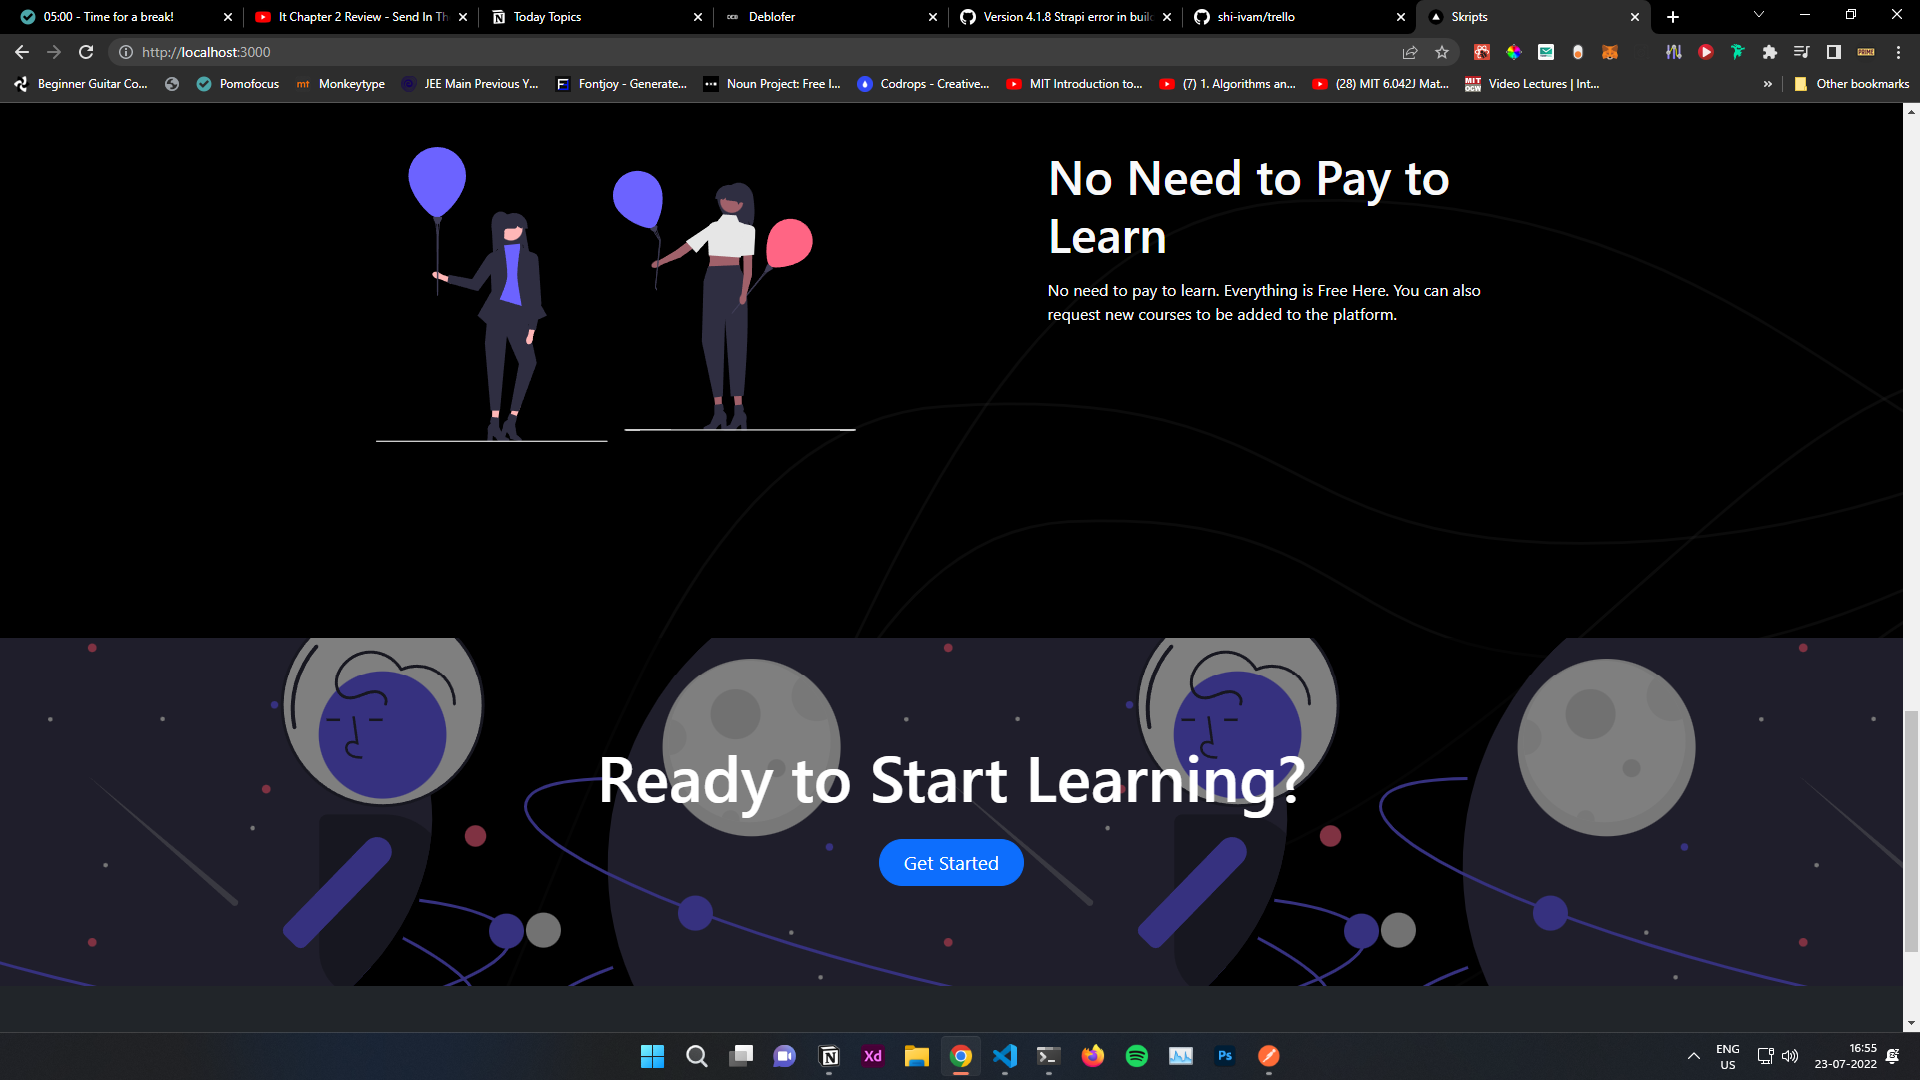 05:00 - Time for a break!
It Chapter 2 Review - Send In Th
Today Topics
Deblofer
Version 4.1.8 Strapi error in build
shi-ivam/trello
Skripts
http://localhost:3000
PRIME
Beginner Guitar Co...
Pomofocus
mt Monkeytype
JEE Main Previous Y...
Fontjoy - Generate...
Noun Project: Free I...
Codrops - Creative...
MIT Introduction to...
(7) 1. Algorithms an...
(28) MIT 6.042J Mat...
Video Lectures | Int...
»
Other bookmarks
No Need to Pay to
Learn
No need to pay to learn. Everything is Free Here. You can also
request new courses to be added to the platform.
Ready to Start Learning?
Get Started
Xd
Ps
ENG
US
16:55
23-07-2022